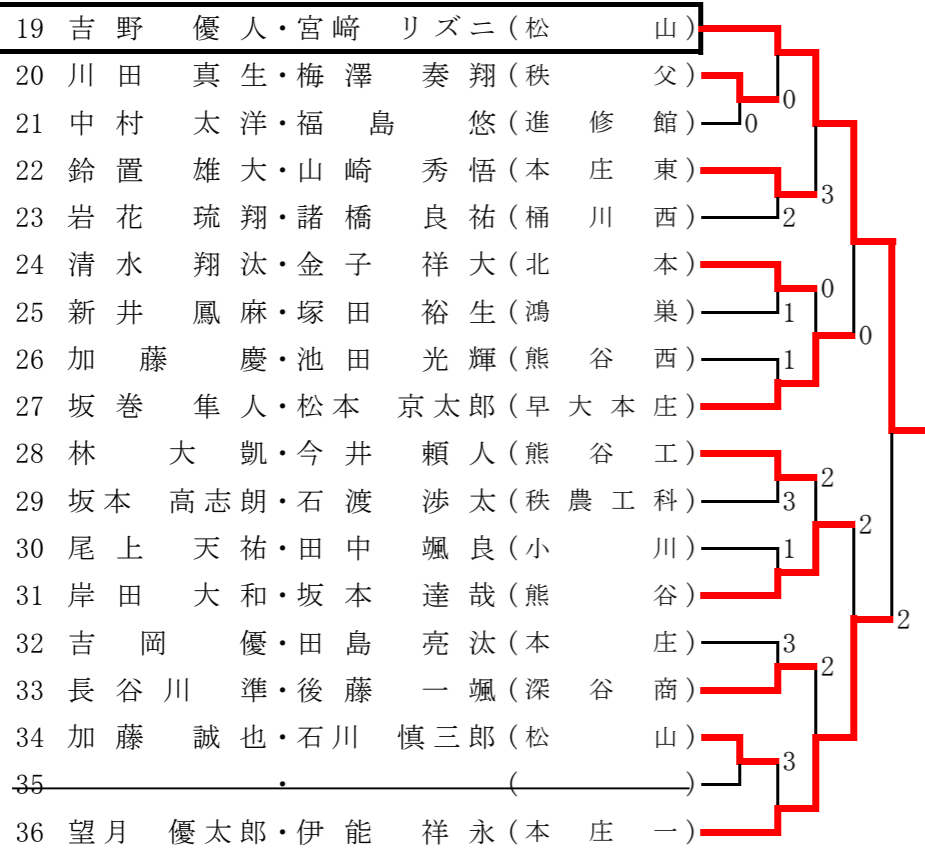 19 吉野 優人・宮﨑 リズニ(松山)
20 川田 真生・梅澤 奏翔(秩父) 0
21 中村 太洋・福島 悠(進修館) 0
22 鈴置 雄大・山崎 秀悟(本庄東) 3
23 岩花 琉翔・諸橋 良祐(桶川西) 2
24 清水 翔汰・金子 祥大(北本) 0
25 新井 鳳麻・塚田 裕生(鴻巣) 1 0
26 加藤 慶・池田 光輝(熊谷西) 1
27 坂巻 隼人・松本 京太郎(早大本庄)
28 林 大凱・今井 頼人(熊谷工) 2
29 坂本 高志朗・石渡 渉太(秩農工科) 3 2
30 尾上 天祐・田中 颯良(小川) 1
31 岸田 大和・坂本 達哉(熊谷) 2
32 吉岡 優・田島 亮汰(本庄) 3 2
33 長谷川 準・後藤 一颯(深谷商)
34 加藤 誠也・石川 慎三郎(松山) 3
35 ・ ( )
36 望月 優太郎・伊能 祥永(本庄一)